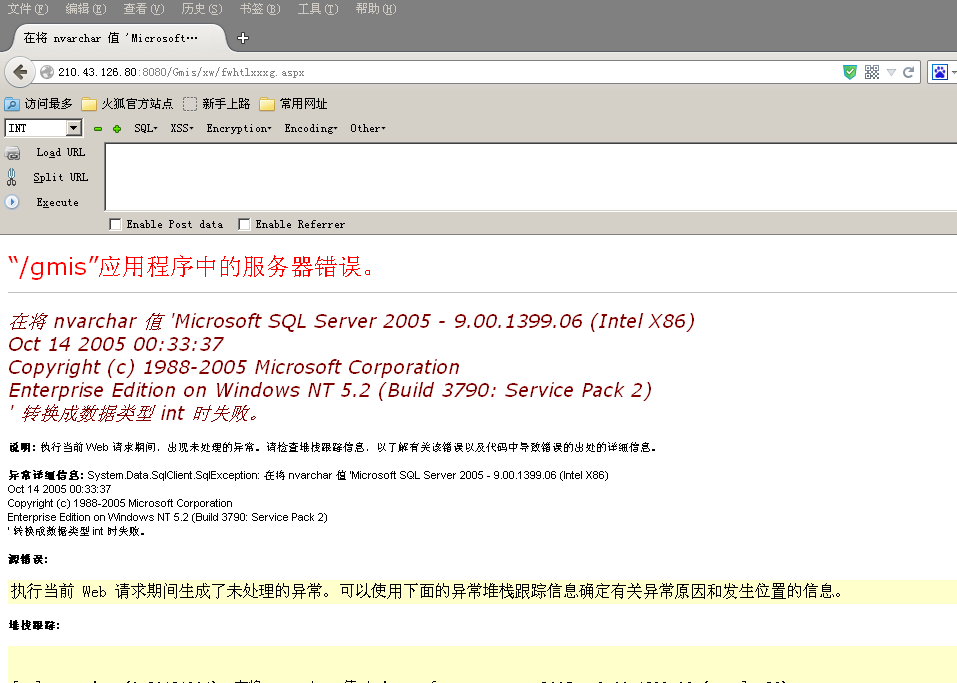 文件(F) 编辑(E) 查看(V) 历史(S) 书签(B) 工具(T) 帮助(H)
在将 nvarchar 值 'Microsoft…
210.43.126.80:8080/Gmis/xw/fwhtlxxxg.aspx
访问最多 火狐官方站点 新手上路 常用网址
INT SQL XSS Encryption Encoding Other
Load URL
Split URL
Execute
Enable Post data Enable Referrer
“/gmis”应用程序中的服务器错误。
在将 nvarchar 值 'Microsoft SQL Server 2005 - 9.00.1399.06 (Intel X86)
Oct 14 2005 00:33:37
Copyright (c) 1988-2005 Microsoft Corporation
Enterprise Edition on Windows NT 5.2 (Build 3790: Service Pack 2)
' 转换成数据类型 int 时失败。
说明: 执行当前 Web 请求期间，出现未处理的异常。请检查堆栈跟踪信息，以了解有关该错误以及代码中导致错误的出处的详细信息。
异常详细信息: System.Data.SqlClient.SqlException: 在将 nvarchar 值 'Microsoft SQL Server 2005 - 9.00.1399.06 (Intel X86)
Oct 14 2005 00:33:37
Copyright (c) 1988-2005 Microsoft Corporation
Enterprise Edition on Windows NT 5.2 (Build 3790: Service Pack 2)
' 转换成数据类型 int 时失败。
源错误:
执行当前 Web 请求期间生成了未处理的异常。可以使用下面的异常堆栈跟踪信息确定有关异常原因和发生位置的信息。
堆栈跟踪: